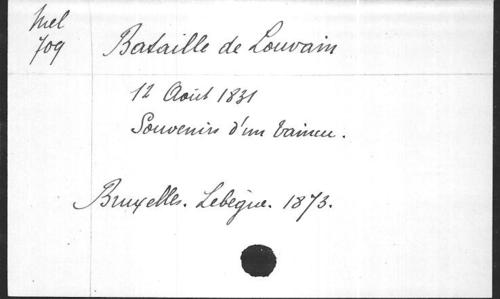 Mel
709
Bataille de Louvain
12 Août 1831
Souvenirs d'un vaincu.
Bruxelles. Lebègue. 1873.